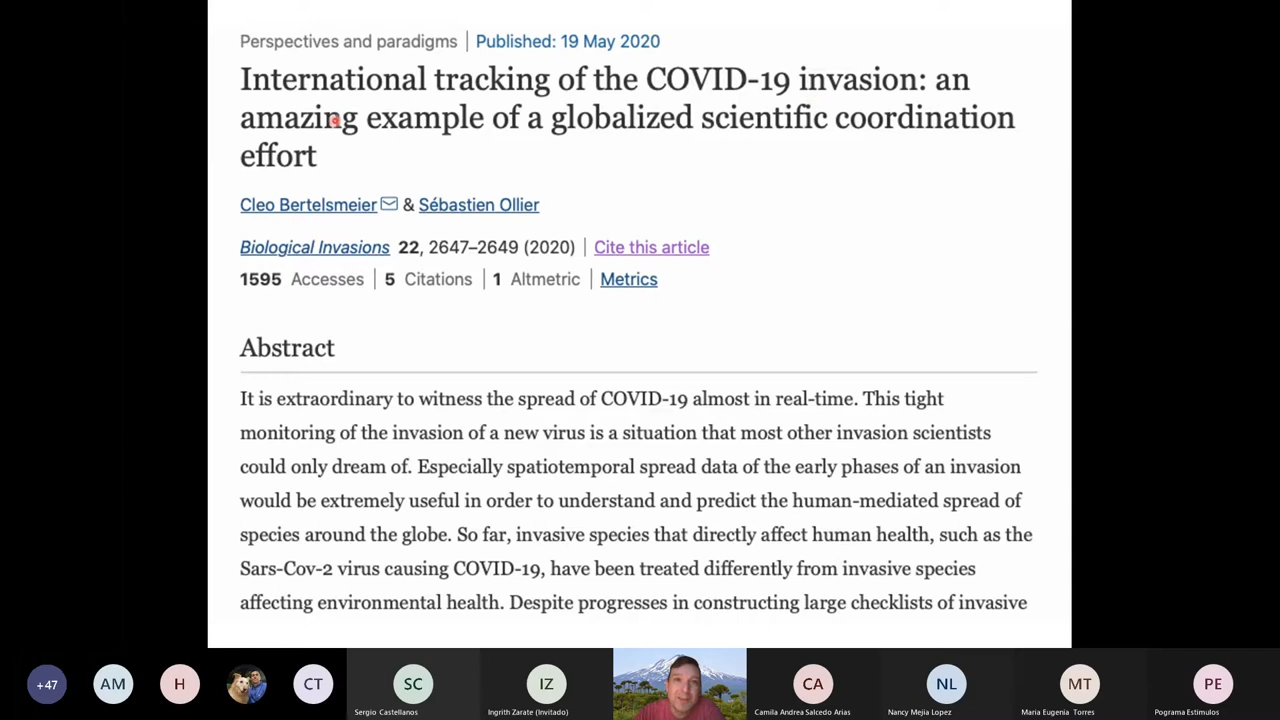 Perspectives and paradigms | Published: 19 May 2020
International tracking of the COVID-19 invasion: an
amazing example of a globalized scientific coordination
effort
Cleo Bertelsmeier & Sébastien Ollier
Biological Invasions 22, 2647–2649 (2020) | Cite this article
1595 Accesses | 5 Citations | 1 Altmetric | Metrics
Abstract
It is extraordinary to witness the spread of COVID-19 almost in real-time. This tight
monitoring of the invasion of a new virus is a situation that most other invasion scientists
could only dream of. Especially spatiotemporal spread data of the early phases of an invasion
would be extremely useful in order to understand and predict the human-mediated spread of
species around the globe. So far, invasive species that directly affect human health, such as the
Sars-Cov-2 virus causing COVID-19, have been treated differently from invasive species
affecting environmental health. Despite progresses in constructing large checklists of invasive
+47 AM H CT SC IZ CA NL MT PE
Sergio Castellanos Ingrith Zarate (Invitado) Camila Andrea Salcedo Arias Nancy Mejia Lopez Maria Eugenia Torres Pograma Estimulos